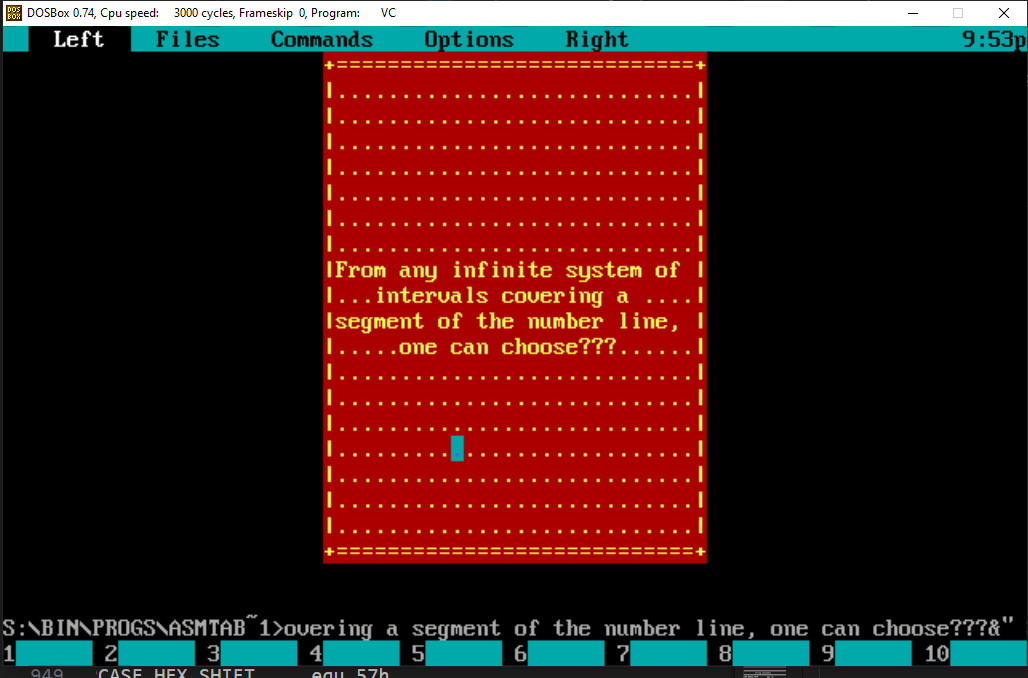 DOSBox 0.74, Cpu speed: 3000 cycles, Frameskip 0, Program: VC
Left Files Commands Options Right 9:53p
+============================+
|............................|
|............................|
|............................|
|............................|
|............................|
|............................|
|............................|
|From any infinite system of |
|...intervals covering a ....|
|segment of the number line, |
|.....one can choose???......|
|............................|
|............................|
|............................|
|............................|
|............................|
|............................|
|............................|
+============================+
S:\BIN\PROGS\ASMTAB~1>overing a segment of the number line, one can choose???&"
1 2 3 4 5 6 7 8 9 10
949 CASE_HEX_SHIFT equ 57h